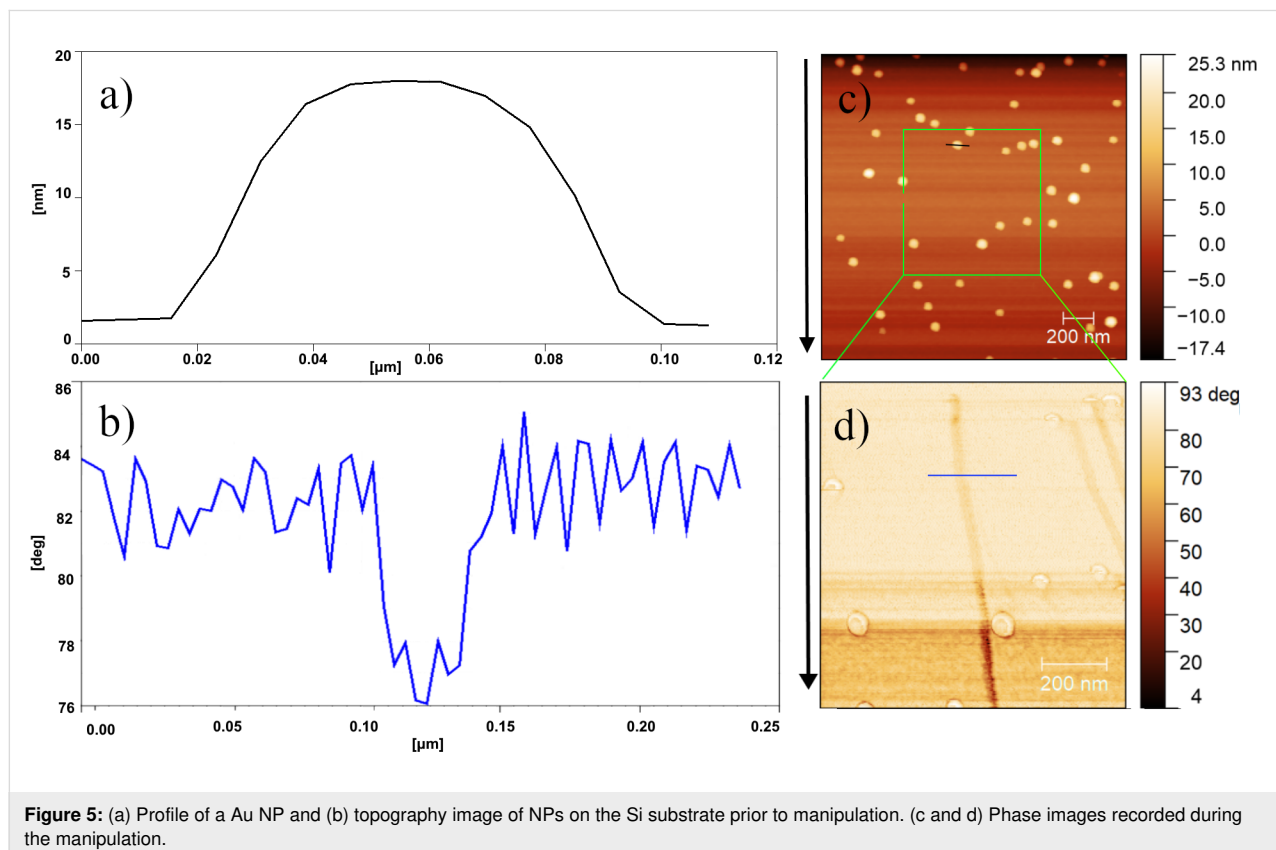 a)
20
15
10
5
0
[nm]
0.00 0.02 0.04 0.06 0.08 0.10 0.12
[µm]
b)
86
84
82
80
78
76
[deg]
0.00 0.05 0.10 0.15 0.20 0.25
[µm]
c)
200 nm
25.3 nm
20.0
15.0
10.0
5.0
0.0
−5.0
−10.0
−17.4
d)
200 nm
93 deg
80
70
60
50
40
30
20
4
Figure 5: (a) Profile of a Au NP and (b) topography image of NPs on the Si substrate prior to manipulation. (c and d) Phase images recorded during
the manipulation.